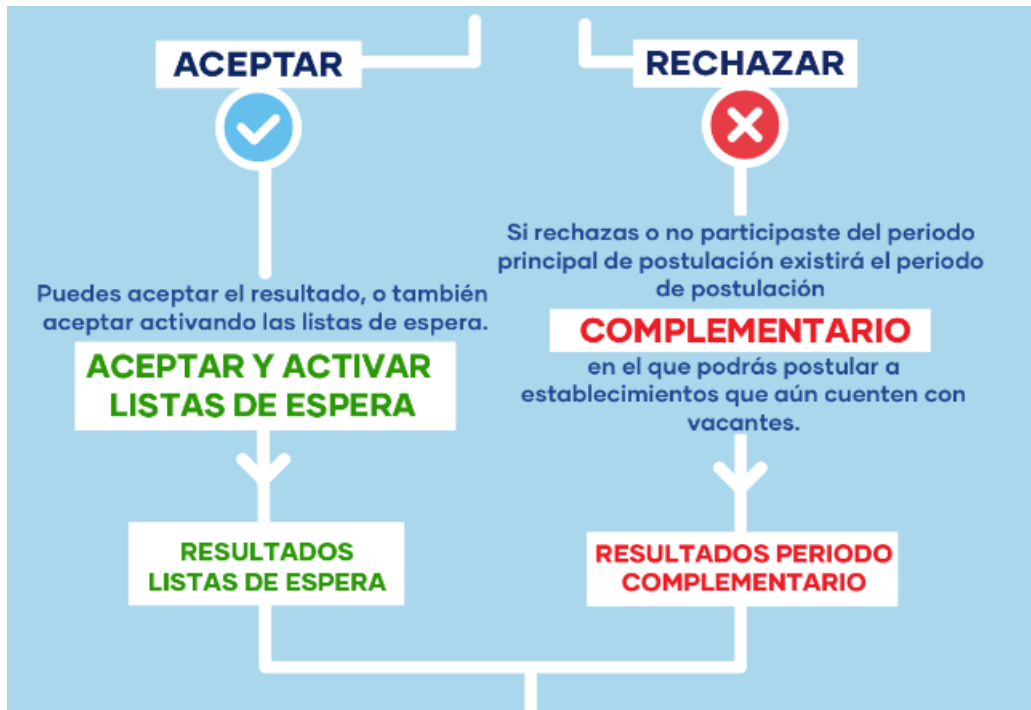 ACEPTAR
Puedes aceptar el resultado, o también
aceptar activando las listas de espera.
ACEPTAR Y ACTIVAR
LISTAS DE ESPERA
RESULTADOS
LISTAS DE ESPERA
RECHAZAR
Si rechazas o no participaste del periodo
principal de postulación existirá el periodo
de postulación
COMPLEMENTARIO
en el que podrás postular a
establecimientos que aún cuenten con
vacantes.
RESULTADOS PERIODO
COMPLEMENTARIO